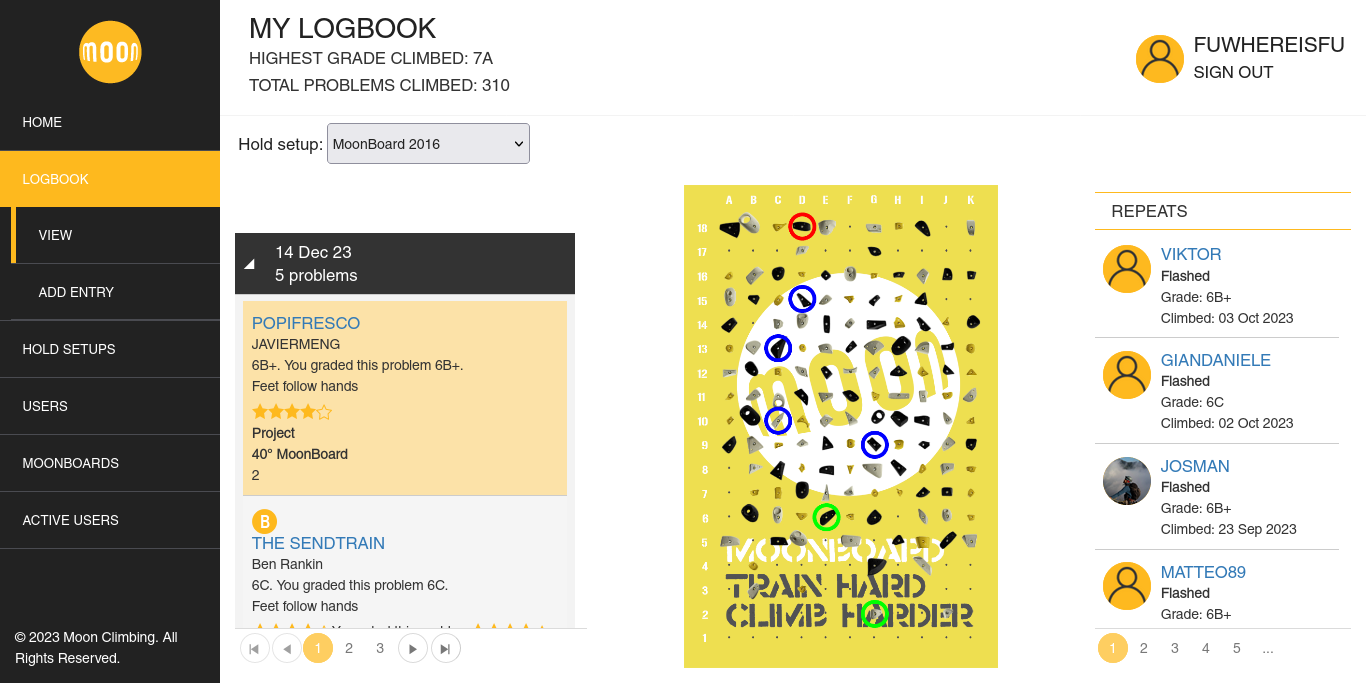 moon
MY LOGBOOK
HIGHEST GRADE CLIMBED: 7A
TOTAL PROBLEMS CLIMBED: 310
FUWHEREISFU
SIGN OUT
HOME
LOGBOOK
VIEW
ADD ENTRY
HOLD SETUPS
USERS
MOONBOARDS
ACTIVE USERS
© 2023 Moon Climbing. All
Rights Reserved.
Hold setup: MoonBoard 2016
14 Dec 23
5 problems
POPIFRESCO
JAVIERMENG
6B+. You graded this problem 6B+.
Feet follow hands
Project
40° MoonBoard
2
B
THE SENDTRAIN
Ben Rankin
6C. You graded this problem 6C.
Feet follow hands
1 2 3
A B C D E F G H I J K
18
17
16
15
14
13
12
11
10
9
8
7
6
5
4
3
2
1
moon
MOONBOARD
TRAIN HARD
CLIMB HARDER
REPEATS
VIKTOR
Flashed
Grade: 6B+
Climbed: 03 Oct 2023
GIANDANIELE
Flashed
Grade: 6C
Climbed: 02 Oct 2023
JOSMAN
Flashed
Grade: 6B+
Climbed: 23 Sep 2023
MATTEO89
Flashed
Grade: 6B+
1 2 3 4 5 ...